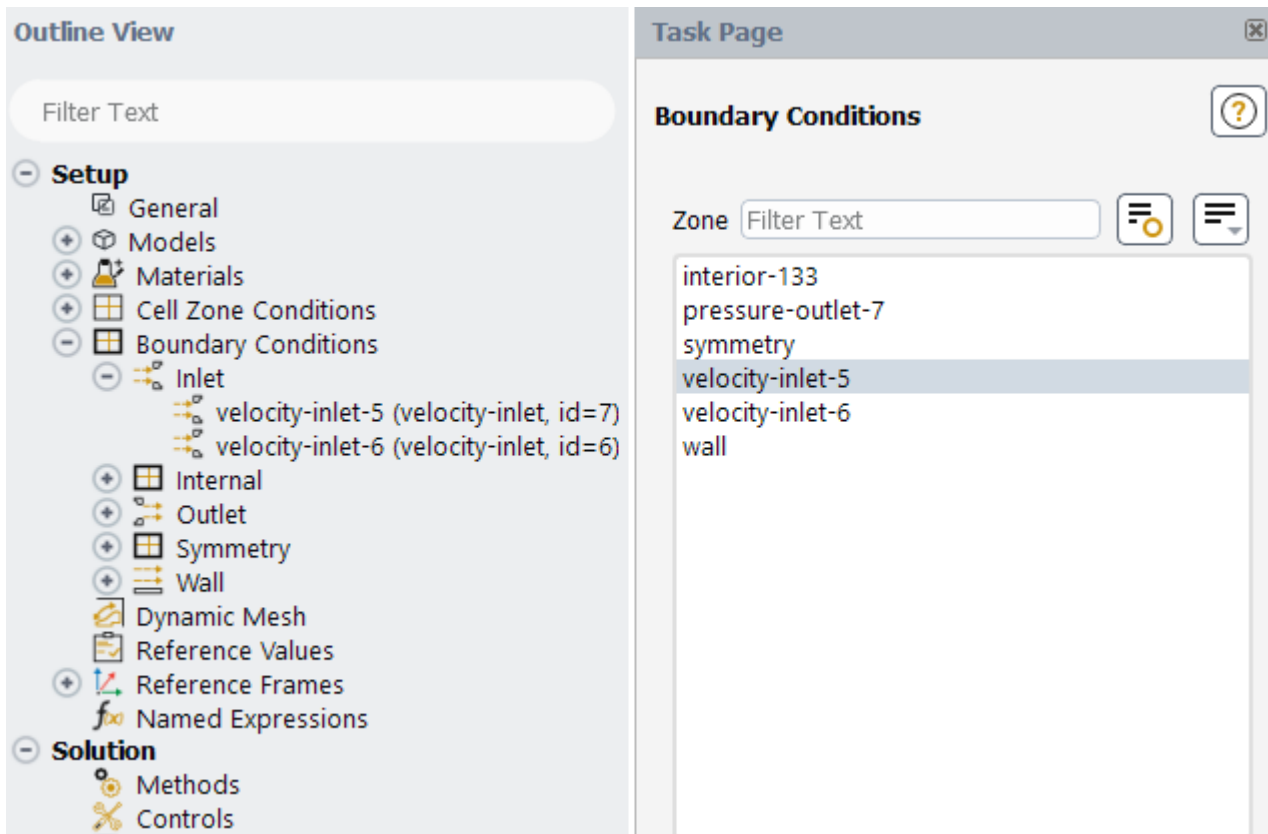 Outline View
Filter Text
Setup
General
Models
Materials
Cell Zone Conditions
Boundary Conditions
Inlet
velocity-inlet-5 (velocity-inlet, id=7)
velocity-inlet-6 (velocity-inlet, id=6)
Internal
Outlet
Symmetry
Wall
Dynamic Mesh
Reference Values
Reference Frames
f(x) Named Expressions
Solution
Methods
Controls
Task Page
Boundary Conditions
?
Zone Filter Text
interior-133
pressure-outlet-7
symmetry
velocity-inlet-5
velocity-inlet-6
wall